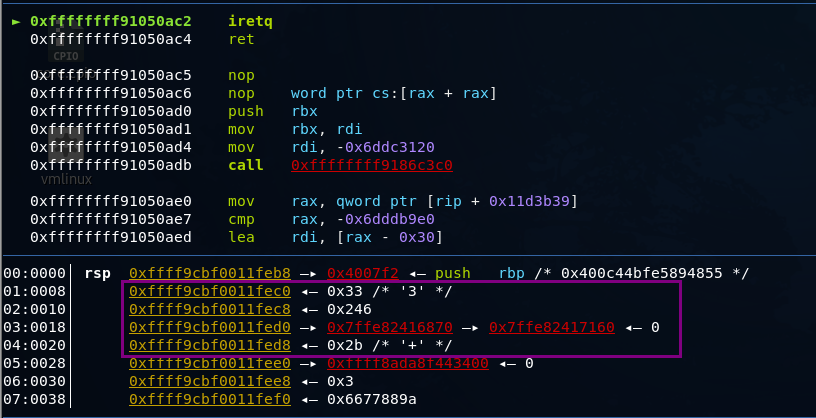 ► 0xffffffff91050ac2 iretq
0xffffffff91050ac4 ret
CPIO
0xffffffff91050ac5 nop
0xffffffff91050ac6 nop word ptr cs:[rax + rax]
0xffffffff91050ad0 push rbx
0xffffffff91050ad1 mov rbx, rdi
0xffffffff91050ad4 mov rdi, -0x6ddc3120
0xffffffff91050adb call 0xffffffff9186c3c0
vmlinux
0xffffffff91050ae0 mov rax, qword ptr [rip + 0x11d3b39]
0xffffffff91050ae7 cmp rax, -0x6dddb9e0
0xffffffff91050aed lea rdi, [rax - 0x30]
00:0000│ rsp 0xffff9cbf0011feb8 —▸ 0x4007f2 ◂— push rbp /* 0x400c44bfe5894855 */
01:0008│ 0xffff9cbf0011fec0 ◂— 0x33 /* '3' */
02:0010│ 0xffff9cbf0011fec8 ◂— 0x246
03:0018│ 0xffff9cbf0011fed0 —▸ 0x7ffe82416870 —▸ 0x7ffe82417160 ◂— 0
04:0020│ 0xffff9cbf0011fed8 ◂— 0x2b /* '+' */
05:0028│ 0xffff9cbf0011fee0 —▸ 0xffff8ada8f443400 ◂— 0
06:0030│ 0xffff9cbf0011fee8 ◂— 0x3
07:0038│ 0xffff9cbf0011fef0 ◂— 0x6677889a